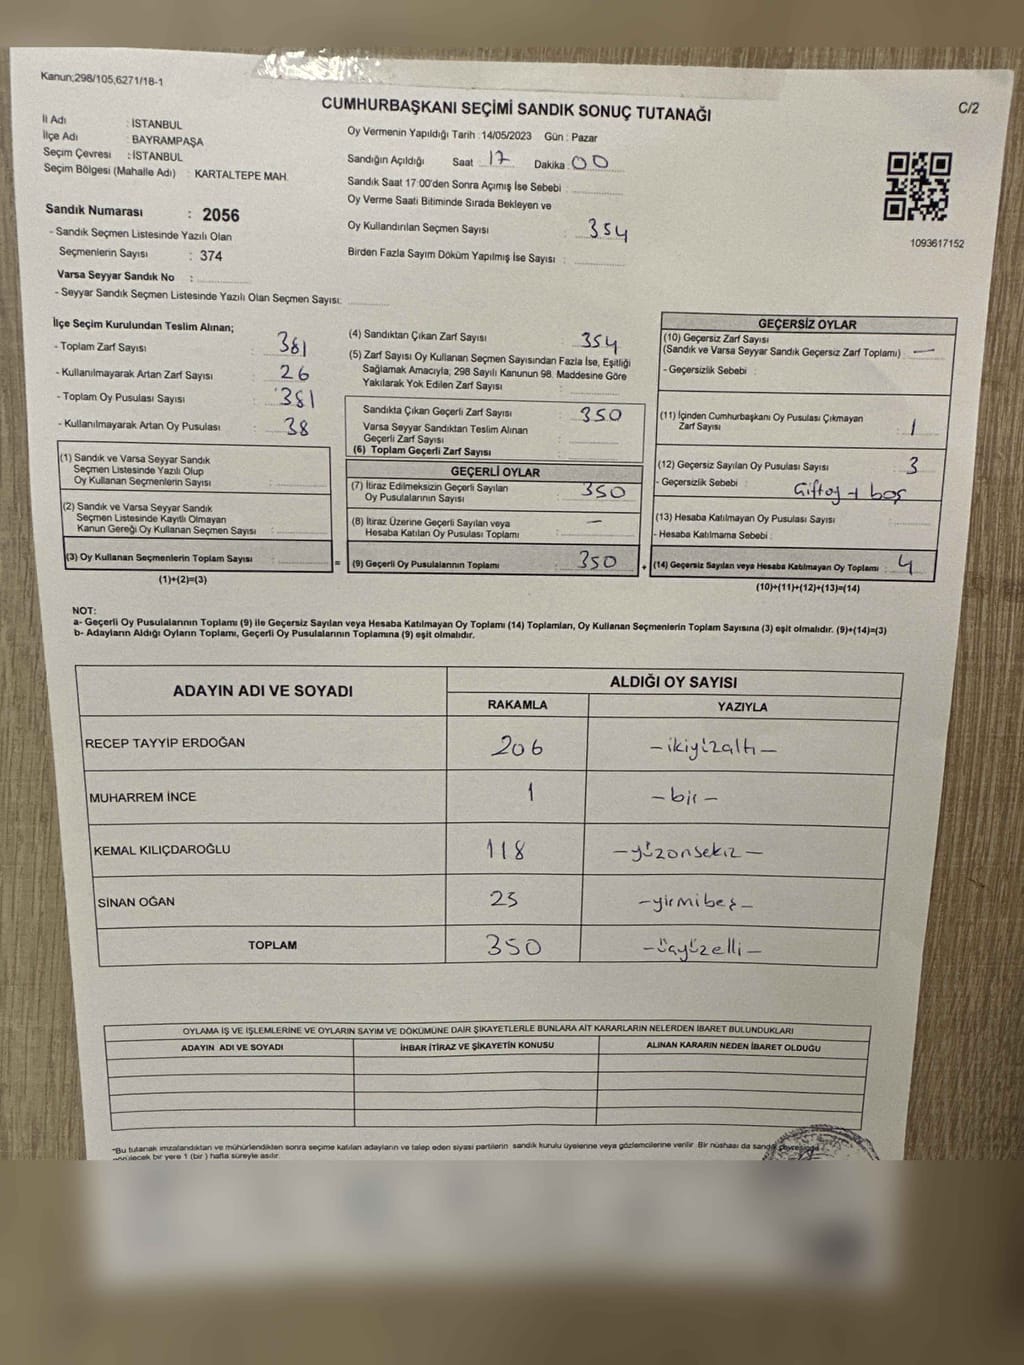 Kanun;298/105,6271/18-1
C/2
CUMHURBAŞKANI SEÇİMİ SANDIK SONUÇ TUTANAĞI
İl Adı : İSTANBUL
İlçe Adı : BAYRAMPAŞA
Seçim Çevresi : İSTANBUL
Seçim Bölgesi (Mahalle Adı) : KARTALTEPE MAH.
Sandık Numarası : 2056
- Sandık Seçmen Listesinde Yazılı Olan
Seçmenlerin Sayısı : 374
Varsa Seyyar Sandık No :
- Seyyar Sandık Seçmen Listesinde Yazılı Olan Seçmen Sayısı:
Oy Vermenin Yapıldığı Tarih : 14/05/2023 Gün : Pazar
Sandığın Açıldığı Saat 17 Dakika 00
Sandık Saat 17:00'den Sonra Açımış İse Sebebi :
Oy Verme Saati Bitiminde Sırada Bekleyen ve
Oy Kullandırılan Seçmen Sayısı : 354
Birden Fazla Sayım Döküm Yapılmış İse Sayısı :
1093617152
İlçe Seçim Kurulundan Teslim Alınan;
- Toplam Zarf Sayısı : 381
- Kullanılmayarak Artan Zarf Sayısı : 26
- Toplam Oy Pusulası Sayısı : 381
- Kullanılmayarak Artan Oy Pusulası : 38
(1) Sandık ve Varsa Seyyar Sandık
Seçmen Listesinde Yazılı Olup
Oy Kullanan Seçmenlerin Sayısı :
(2) Sandık ve Varsa Seyyar Sandık
Seçmen Listesinde Kayıtlı Olmayan
Kanun Gereği Oy Kullanan Seçmen Sayısı :
(3) Oy Kullanan Seçmenlerin Toplam Sayısı :
(1)+(2)=(3)
(4) Sandıktan Çıkan Zarf Sayısı : 354
(5) Zarf Sayısı Oy Kullanan Seçmen Sayısından Fazla İse, Eşitliği
Sağlamak Amacıyla; 298 Sayılı Kanunun 98. Maddesine Göre
Yakılarak Yok Edilen Zarf Sayısı :
Sandıkta Çıkan Geçerli Zarf Sayısı : 350
Varsa Seyyar Sandıktan Teslim Alınan
Geçerli Zarf Sayısı :
(6) Toplam Geçerli Zarf Sayısı :
GEÇERLİ OYLAR
(7) İtiraz Edilmeksizin Geçerli Sayılan
Oy Pusulalarının Sayısı : 350
(8) İtiraz Üzerine Geçerli Sayılan veya
Hesaba Katılan Oy Pusulası Toplamı : —
= (9) Geçerli Oy Pusulalarının Toplamı : 350
GEÇERSİZ OYLAR
(10) Geçersiz Zarf Sayısı
(Sandık ve Varsa Seyyar Sandık Geçersiz Zarf Toplamı) : —
- Geçersizlik Sebebi :
(11) İçinden Cumhurbaşkanı Oy Pusulası Çıkmayan
Zarf Sayısı : 1
(12) Geçersiz Sayılan Oy Pusulası Sayısı : 3
- Geçersizlik Sebebi :
(13) Hesaba Katılmayan Oy Pusulası Sayısı :
- Hesaba Katılmama Sebebi :
+ (14) Geçersiz Sayılan veya Hesaba Katılmayan Oy Toplamı : 4
(10)+(11)+(12)+(13)=(14)
NOT:
a- Geçerli Oy Pusulalarının Toplamı (9) ile Geçersiz Sayılan veya Hesaba Katılmayan Oy Toplamı (14) Toplamları, Oy Kullanan Seçmenlerin Toplam Sayısına (3) eşit olmalıdır. (9)+(14)=(3)
b- Adayların Aldığı Oyların Toplamı, Geçerli Oy Pusulalarının Toplamına (9) eşit olmalıdır.
ADAYIN ADI VE SOYADI
ALDIĞI OY SAYISI
RAKAMLA YAZIYLA
RECEP TAYYİP ERDOĞAN 206 -ikiyüzaltı-
MUHARREM İNCE 1 -bir-
KEMAL KILIÇDAROĞLU 118 -yüzonsekiz-
SİNAN OĞAN 25 -yirmibeş-
TOPLAM 350 -üçyüzelli-
OYLAMA İŞ VE İŞLEMLERİNE VE OYLARIN SAYIM VE DÖKÜMÜNE DAİR ŞİKAYETLERLE BUNLARA AİT KARARLARIN NELERDEN İBARET BULUNDUKLARI
ADAYIN ADI VE SOYADI İHBAR İTİRAZ VE ŞİKAYETİN KONUSU ALINAN KARARIN NEDEN İBARET OLDUĞU
"Bu tutanak imzalandıktan ve mühürlendikten sonra seçime katılan adayların ve talep eden siyasi partilerin sandık kurulu üyelerine veya gözlemcilerine verilir. Bir nüshası da sandık
görülecek bir yere 1 (bir) hafta süreyle asılır.